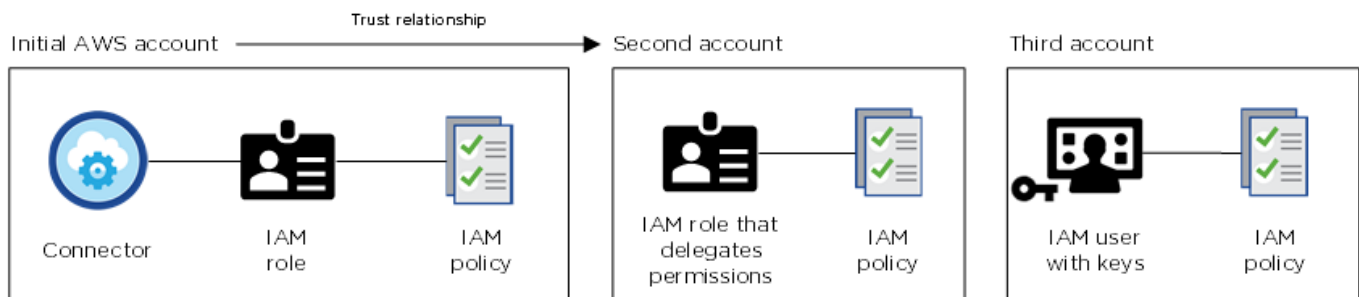 Trust relationship
Initial AWS account
Second account
Third account
Connector
IAM
role
IAM
policy
IAM role that
delegates
permissions
IAM
policy
IAM user
with keys
IAM
policy